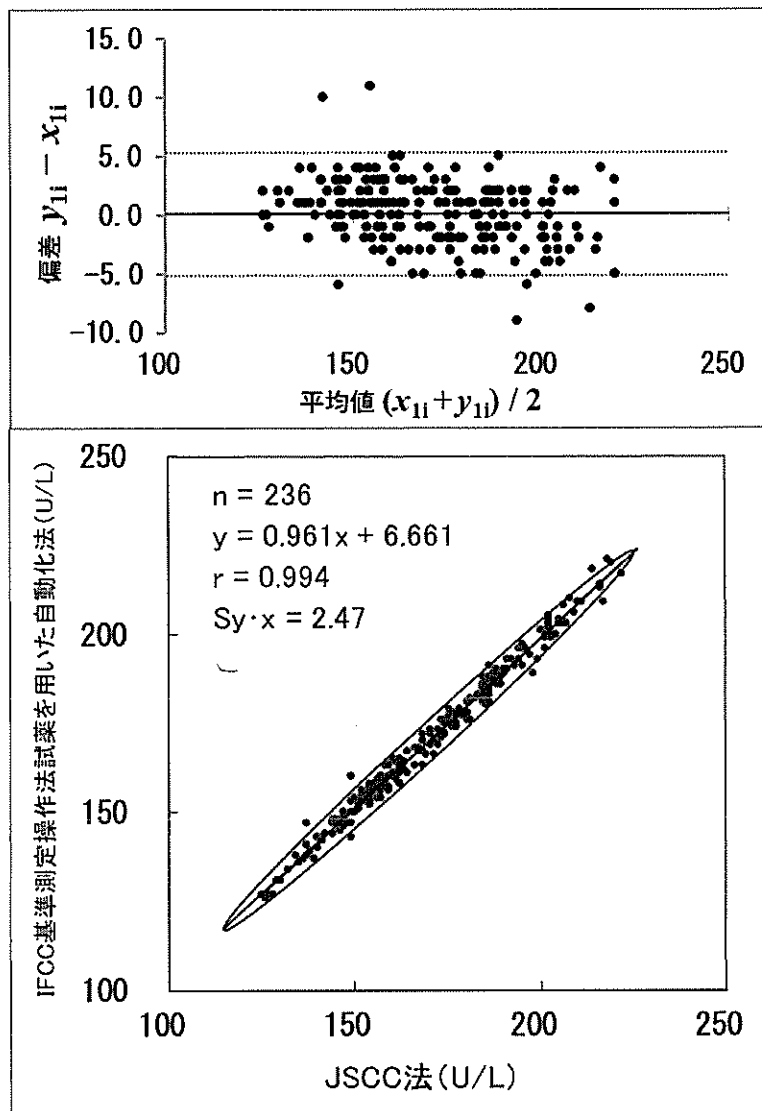 15.0
10.0
5.0
0.0
-5.0
-10.0
偏差 y1i − x1i
100
150
200
250
平均値 (x1i+y1i) / 2
250
200
150
100
IFCC基準測定操作法試薬を用いた自動化法(U/L)
n = 236
y = 0.961x + 6.661
r = 0.994
Sy・x = 2.47
100
150
200
250
JSCC法(U/L)